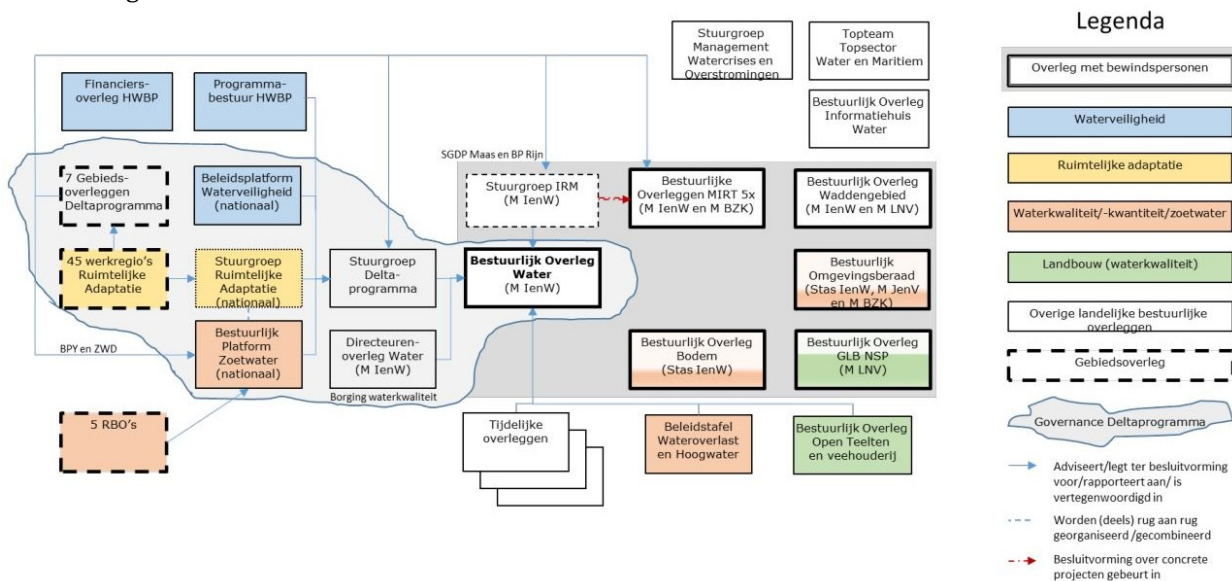 Stuurgroep
Management
Watercrises en
Overstromingen
Topteam
Topsector
Water en Maritiem
Legenda
Overleg met bewindspersonen
Financiers-
overleg HWBP
Programma-
bestuur HWBP
Bestuurlijk Overleg
Informatiehuis
Water
Waterveiligheid
Ruimtelijke adaptatie
SGDP Maas en BP Rijn
7 Gebieds-
overleggen
Deltaprogramma
Beleidsplatform
Waterveiligheid
(nationaal)
Stuurgroep IRM
(M IenW)
Bestuurlijke
Overleggen MIRT 5x
(M IenW en M BZK)
Bestuurlijk Overleg
Waddengebied
(M IenW en M LNV)
Waterkwaliteit/-kwantiteit/zoetwater
Landbouw (waterkwaliteit)
45 werkregio's
Ruimtelijke
Adaptatie
Stuurgroep
Ruimtelijke
Adaptatie
(nationaal)
Stuurgroep
Delta-
programma
Bestuurlijk Overleg
Water
(M IenW)
Bestuurlijk
Omgevingsberaad
(Stas IenW, M JenV
en M BZK)
Overige landelijke bestuurlijke
overleggen
BPY en ZWD
Bestuurlijk
Platform
Zoetwater
(nationaal)
Directeuren-
overleg Water
(M IenW)
Borging waterkwaliteit
Bestuurlijk Overleg
Bodem
(Stas IenW)
Bestuurlijk Overleg
GLB NSP
(M LNV)
Gebiedsoverleg
Governance Deltaprogramma
5 RBO's
Tijdelijke
overleggen
Beleidstafel
Wateroverlast
en Hoogwater
Bestuurlijk Overleg
Open Teelten
en veehouderij
Adviseert/legt ter besluitvorming
voor/rapporteert aan/ is
vertegenwoordigd in
Worden (deels) rug aan rug
georganiseerd /gecombineerd
Besluitvorming over concrete
projecten gebeurt in